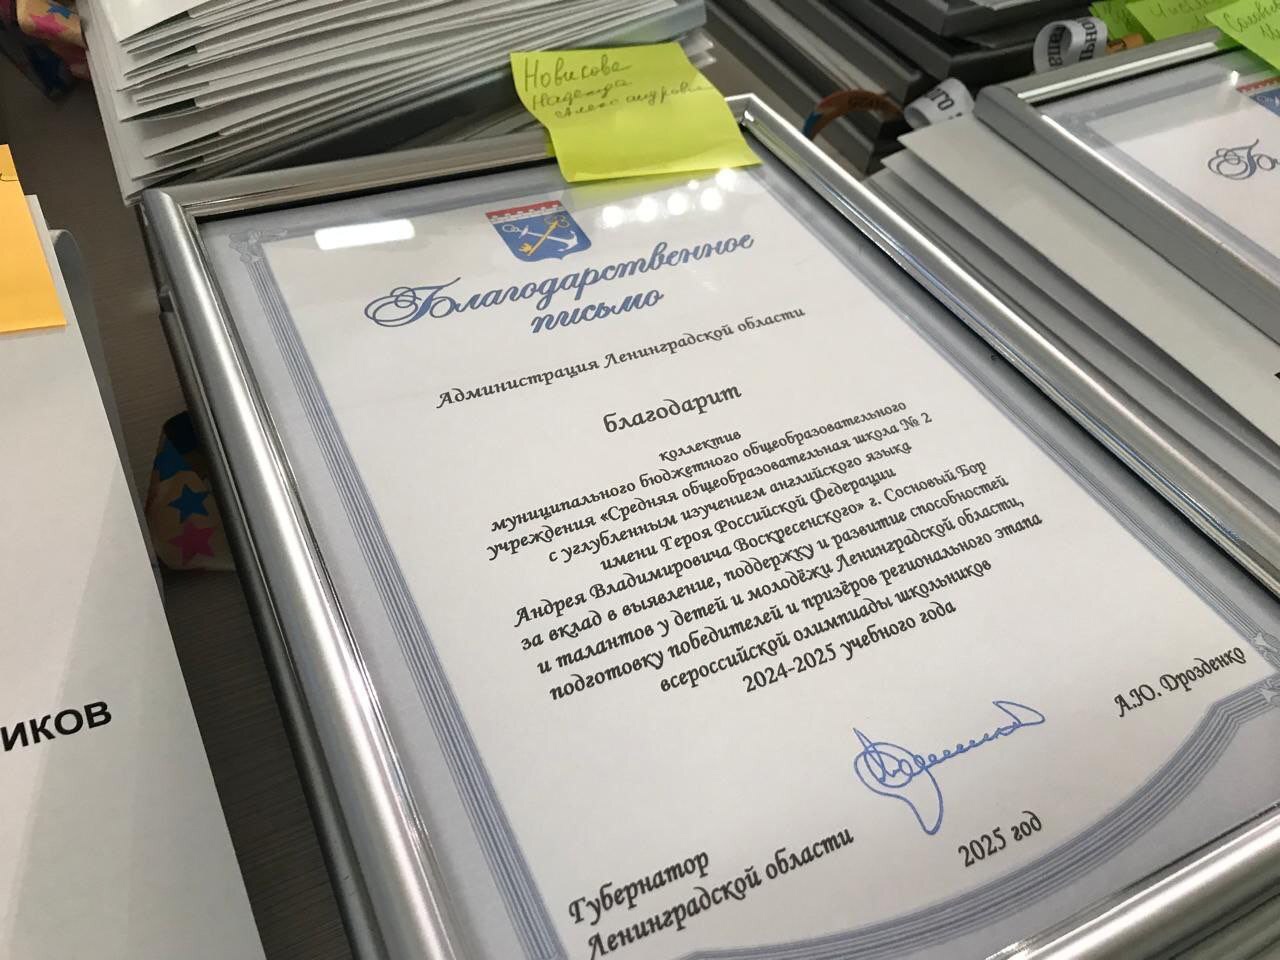 Новикова
Надежда
Александровна
Благодарственное
письмо
Администрация Ленинградской области
благодарит
коллектив
муниципального бюджетного общеобразовательного
учреждения «Средняя общеобразовательная школа № 2
с углубленным изучением английского языка
имени Героя Российской Федерации
Андрея Владимировича Воскресенского» г. Сосновый Бор
за вклад в выявление, поддержку и развитие способностей
и талантов у детей и молодёжи Ленинградской области,
подготовку победителей и призёров регионального этапа
всероссийской олимпиады школьников
2024-2025 учебного года
Губернатор
Ленинградской области
А.Ю. Дрозденко
2025 год
ИКОВ